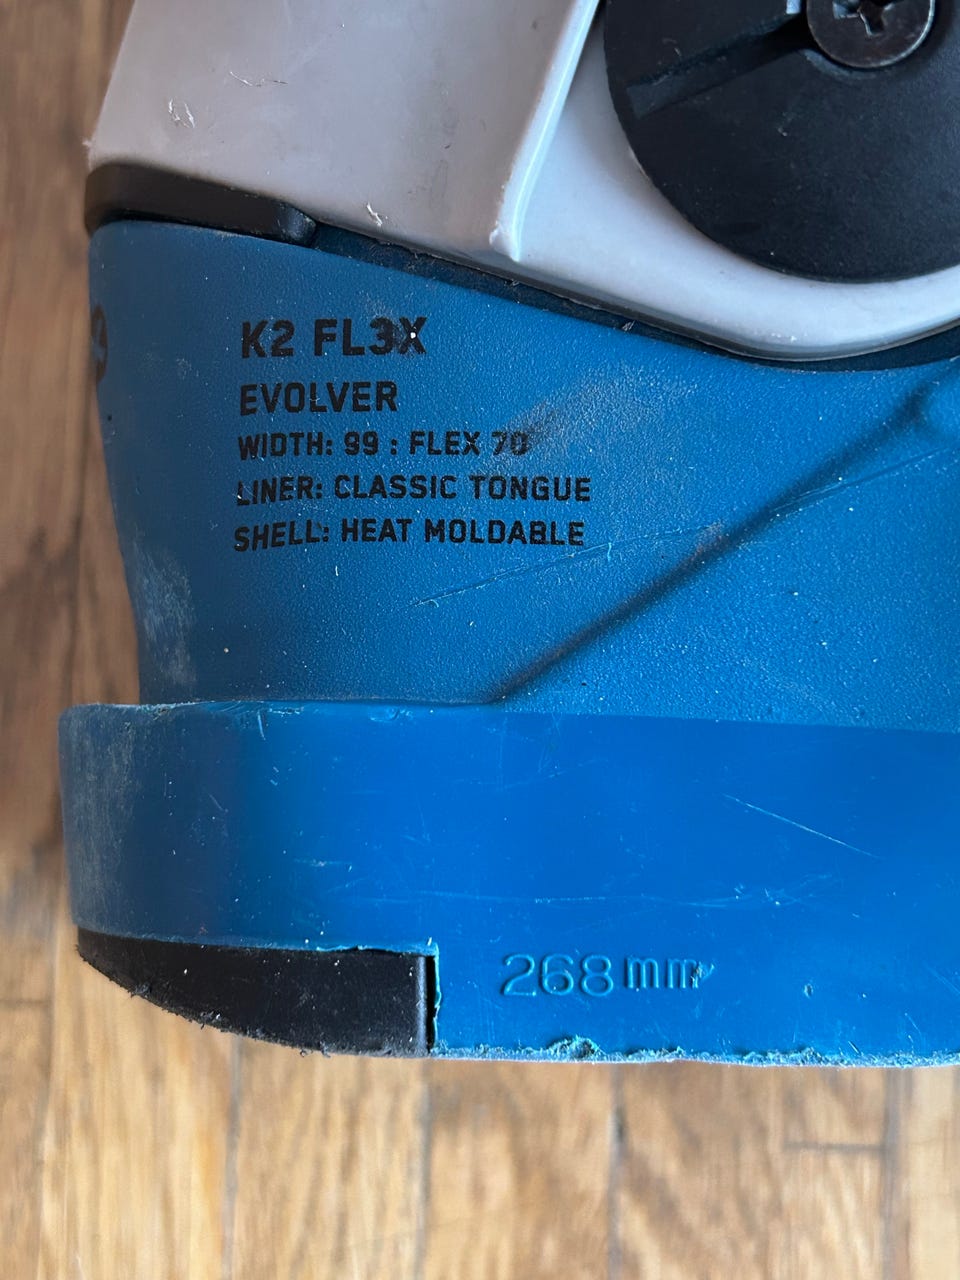 K2 FL3X
EVOLVER
WIDTH: 99 : FLEX 70
LINER: CLASSIC TONGUE
SHELL: HEAT MOLDABLE
268 mm